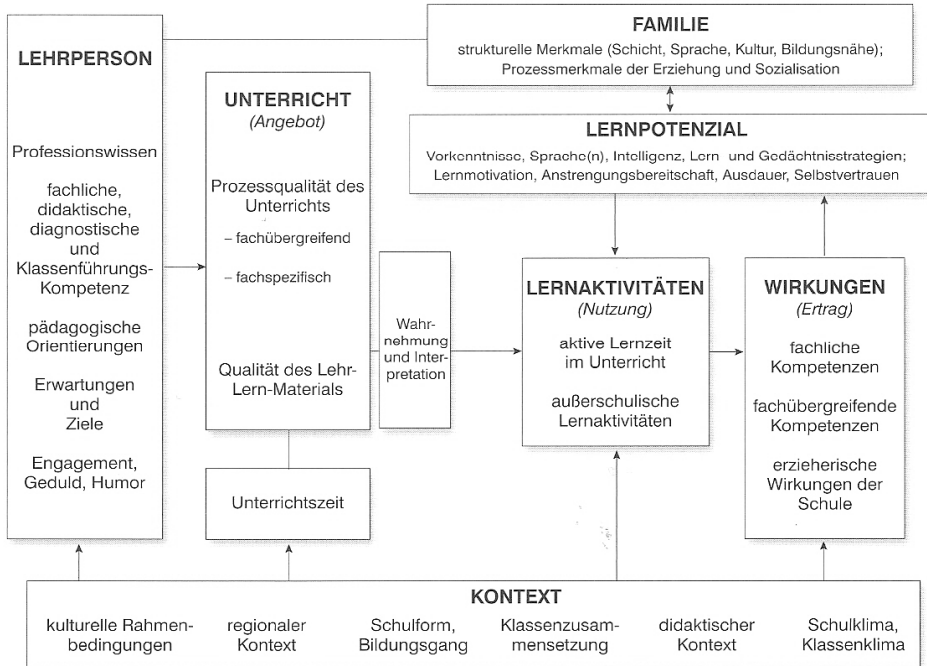 LEHRPERSON
Professionswissen
fachliche,
didaktische,
diagnostische
und
Klassenführungs-
Kompetenz
pädagogische
Orientierungen
Erwartungen
und
Ziele
Engagement,
Geduld, Humor
UNTERRICHT
(Angebot)
Prozessqualität des
Unterrichts
– fachübergreifend
– fachspezifisch
Qualität des Lehr-
Lern-Materials
Unterrichtszeit
Wahr-
nehmung
und Inter-
pretation
FAMILIE
strukturelle Merkmale (Schicht, Sprache, Kultur, Bildungsnähe);
Prozessmerkmale der Erziehung und Sozialisation
LERNPOTENZIAL
Vorkenntnisse, Sprache(n), Intelligenz, Lern- und Gedächtnisstrategien;
Lernmotivation, Anstrengungsbereitschaft, Ausdauer, Selbstvertrauen
LERNAKTIVITÄTEN
(Nutzung)
aktive Lernzeit
im Unterricht
außerschulische
Lernaktivitäten
WIRKUNGEN
(Ertrag)
fachliche
Kompetenzen
fachübergreifende
Kompetenzen
erzieherische
Wirkungen der
Schule
KONTEXT
kulturelle Rahmen-
bedingungen
regionaler
Kontext
Schulform,
Bildungsgang
Klassenzusam-
mensetzung
didaktischer
Kontext
Schulklima,
Klassenklima